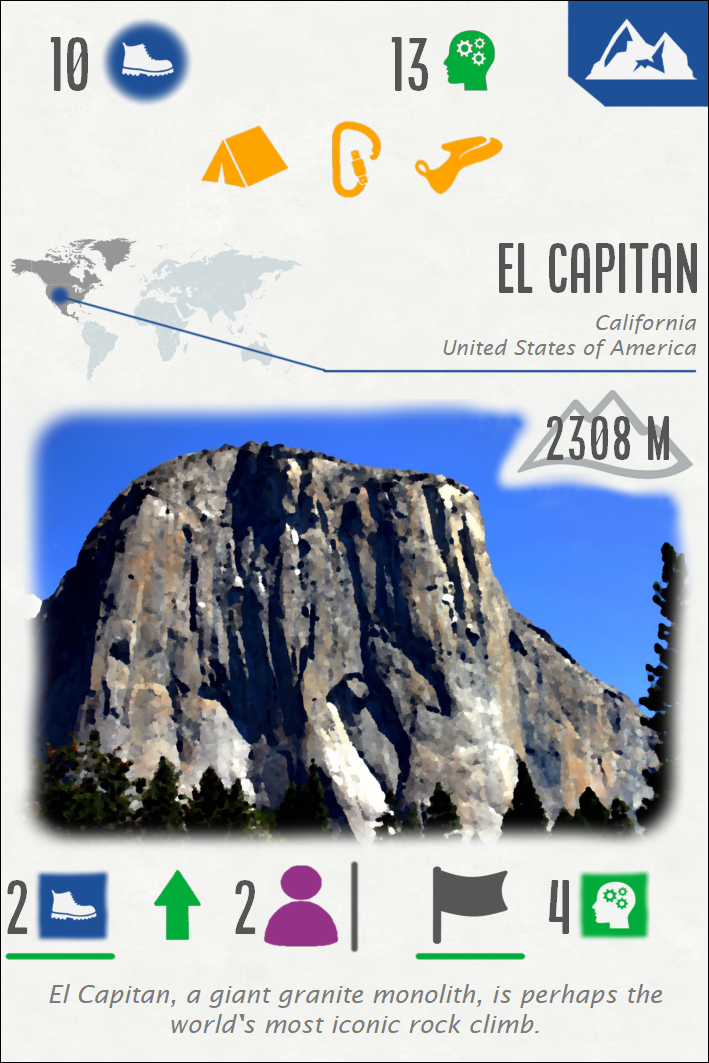 10
13
EL CAPITAN
California
United States of America
2308 M
2
2
4
El Capitan, a giant granite monolith, is perhaps the
world's most iconic rock climb.